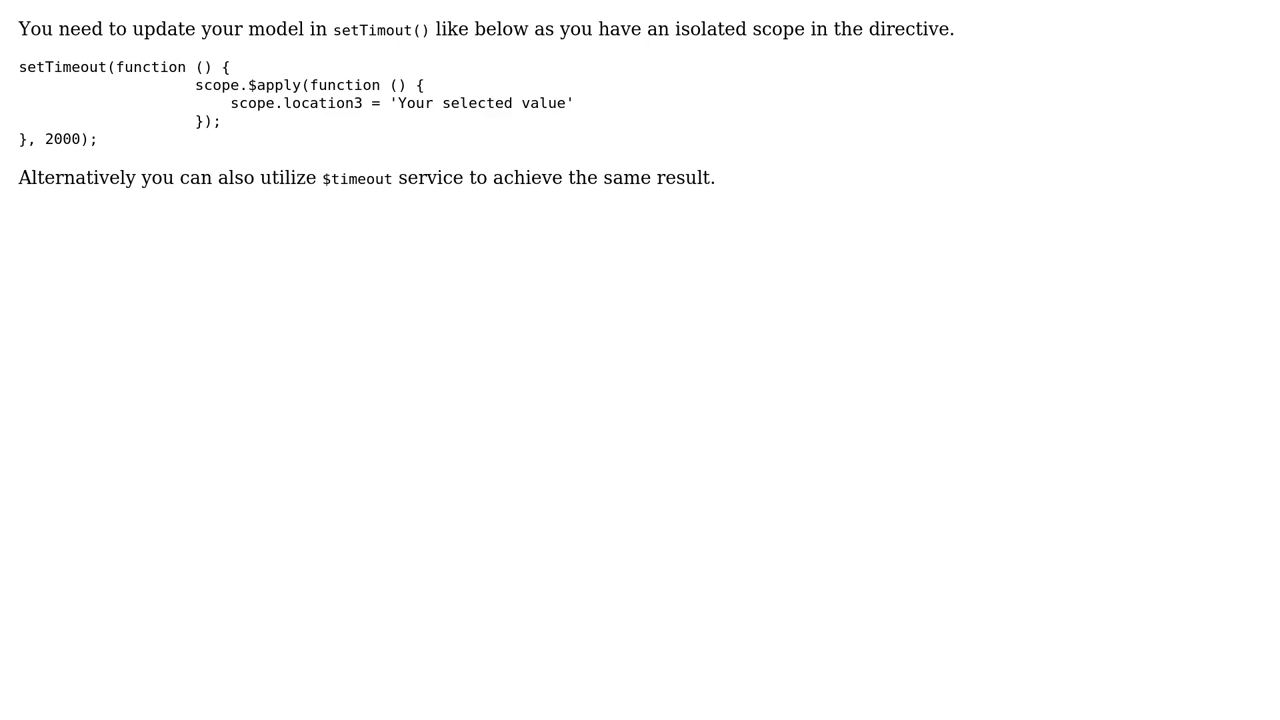 You need to update your model in setTimout() like below as you have an isolated scope in the directive.
setTimeout(function () {
                    scope.$apply(function () {
                        scope.location3 = 'Your selected value'
                    });
}, 2000);
Alternatively you can also utilize $timeout service to achieve the same result.